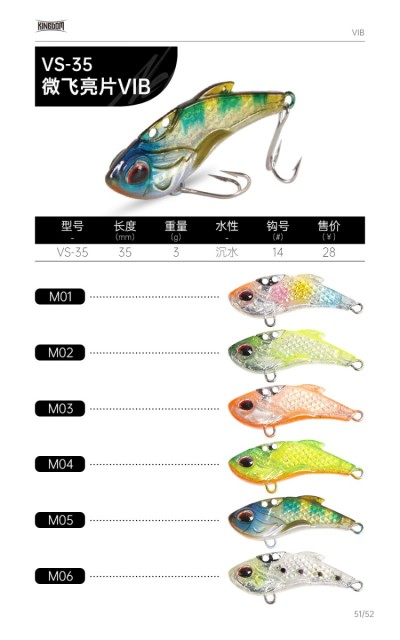 KINGDOM
VIB
VS-35
微飞亮片VIB
型号 长度 重量 水性 钩号 售价
- (mm) (g) - (#) (¥)
VS-35 35 3 沉水 14 28
M01
M02
M03
M04
M05
M06
51/52